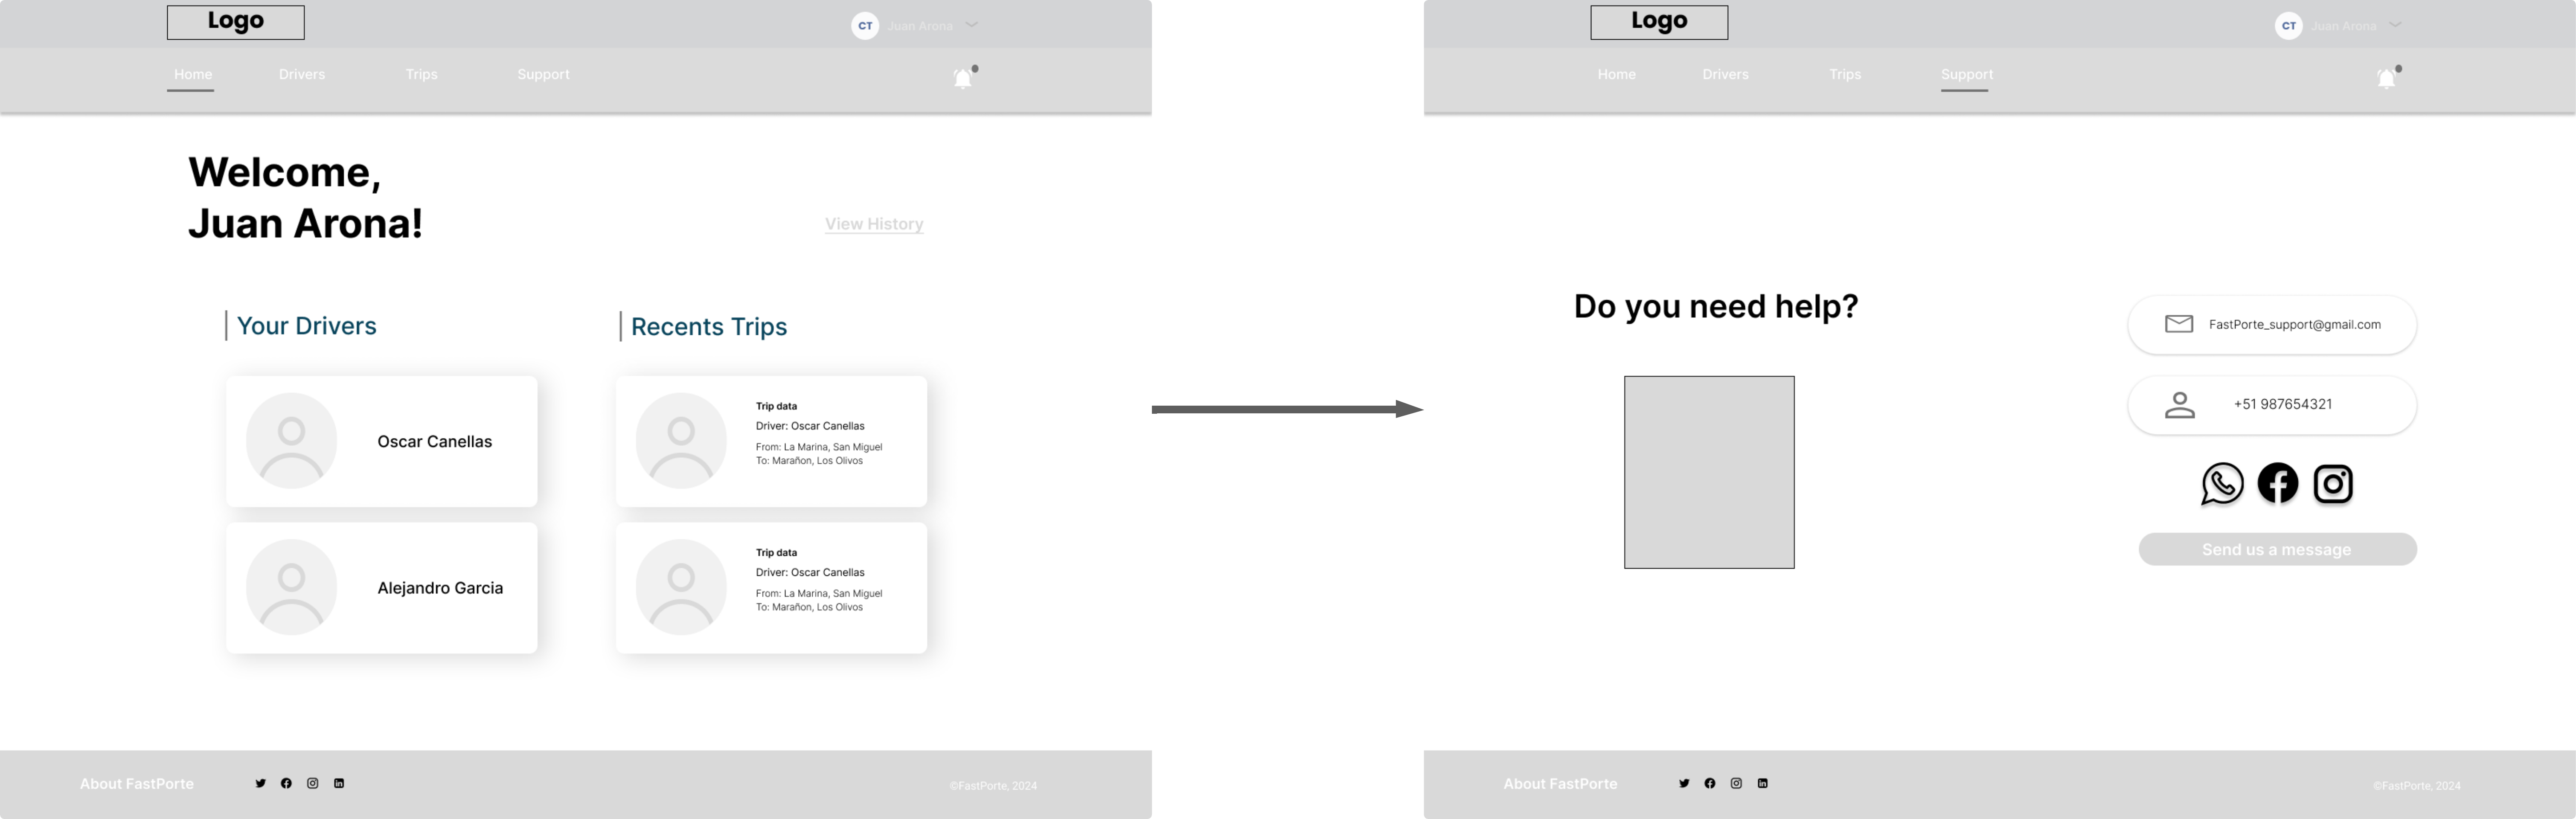 Logo
CT Juan Arona
Home Drivers Trips Support
Welcome,
Juan Arona!
View History
Your Drivers
Recents Trips
Oscar Canellas
Trip data
Driver: Oscar Canellas
From: La Marina, San Miguel
To: Marañon, Los Olivos
Alejandro Garcia
Trip data
Driver: Oscar Canellas
From: La Marina, San Miguel
To: Marañon, Los Olivos
About FastPorte
©FastPorte, 2024
Logo
CT Juan Arona
Home Drivers Trips Support
Do you need help?
FastPorte_support@gmail.com
+51 987654321
Send us a message
About FastPorte
©FastPorte, 2024